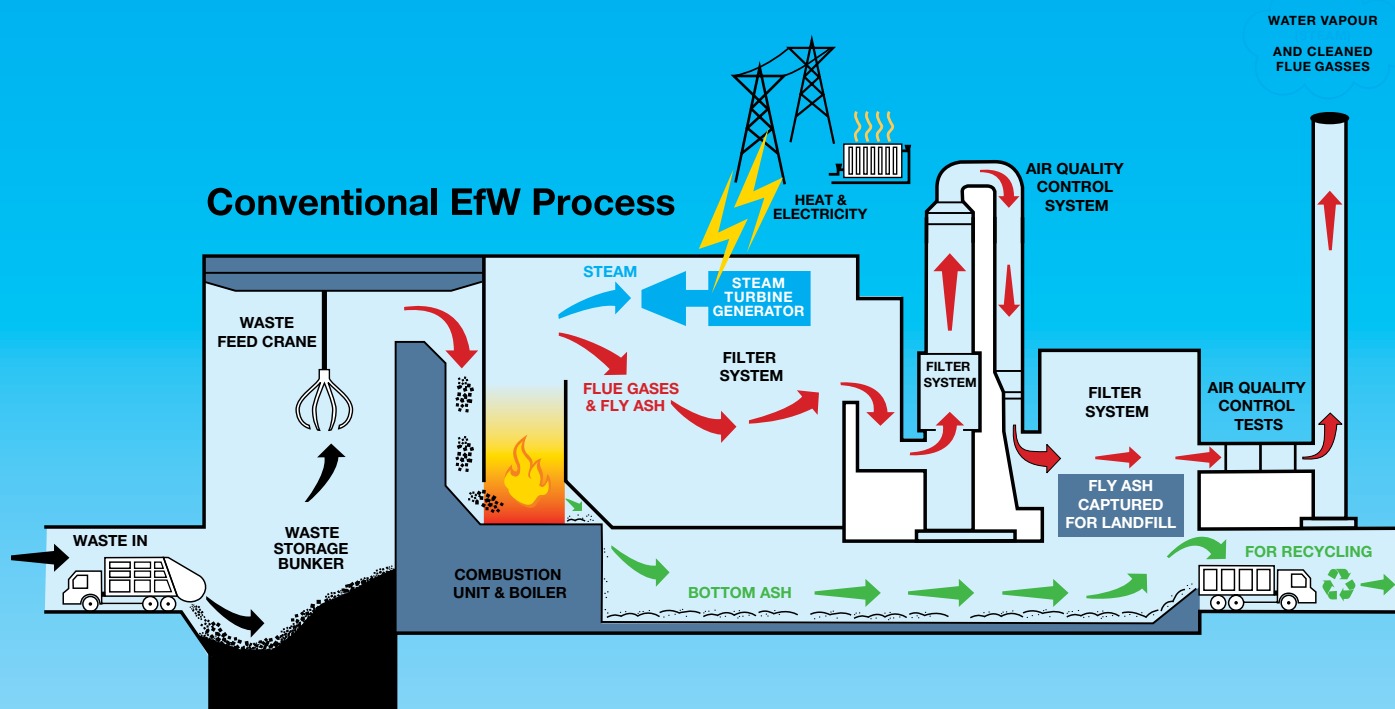 WATER VAPOUR
AND CLEANED
FLUE GASSES
Conventional EfW Process
HEAT &
ELECTRICITY
AIR QUALITY
CONTROL
SYSTEM
STEAM
STEAM
TURBINE
GENERATOR
WASTE
FEED CRANE
FILTER
SYSTEM
FLUE GASES
& FLY ASH
FILTER
SYSTEM
FILTER
SYSTEM
AIR QUALITY
CONTROL
TESTS
FLY ASH
CAPTURED
FOR LANDFILL
WASTE IN
WASTE
STORAGE
BUNKER
COMBUSTION
UNIT & BOILER
BOTTOM ASH
FOR RECYCLING